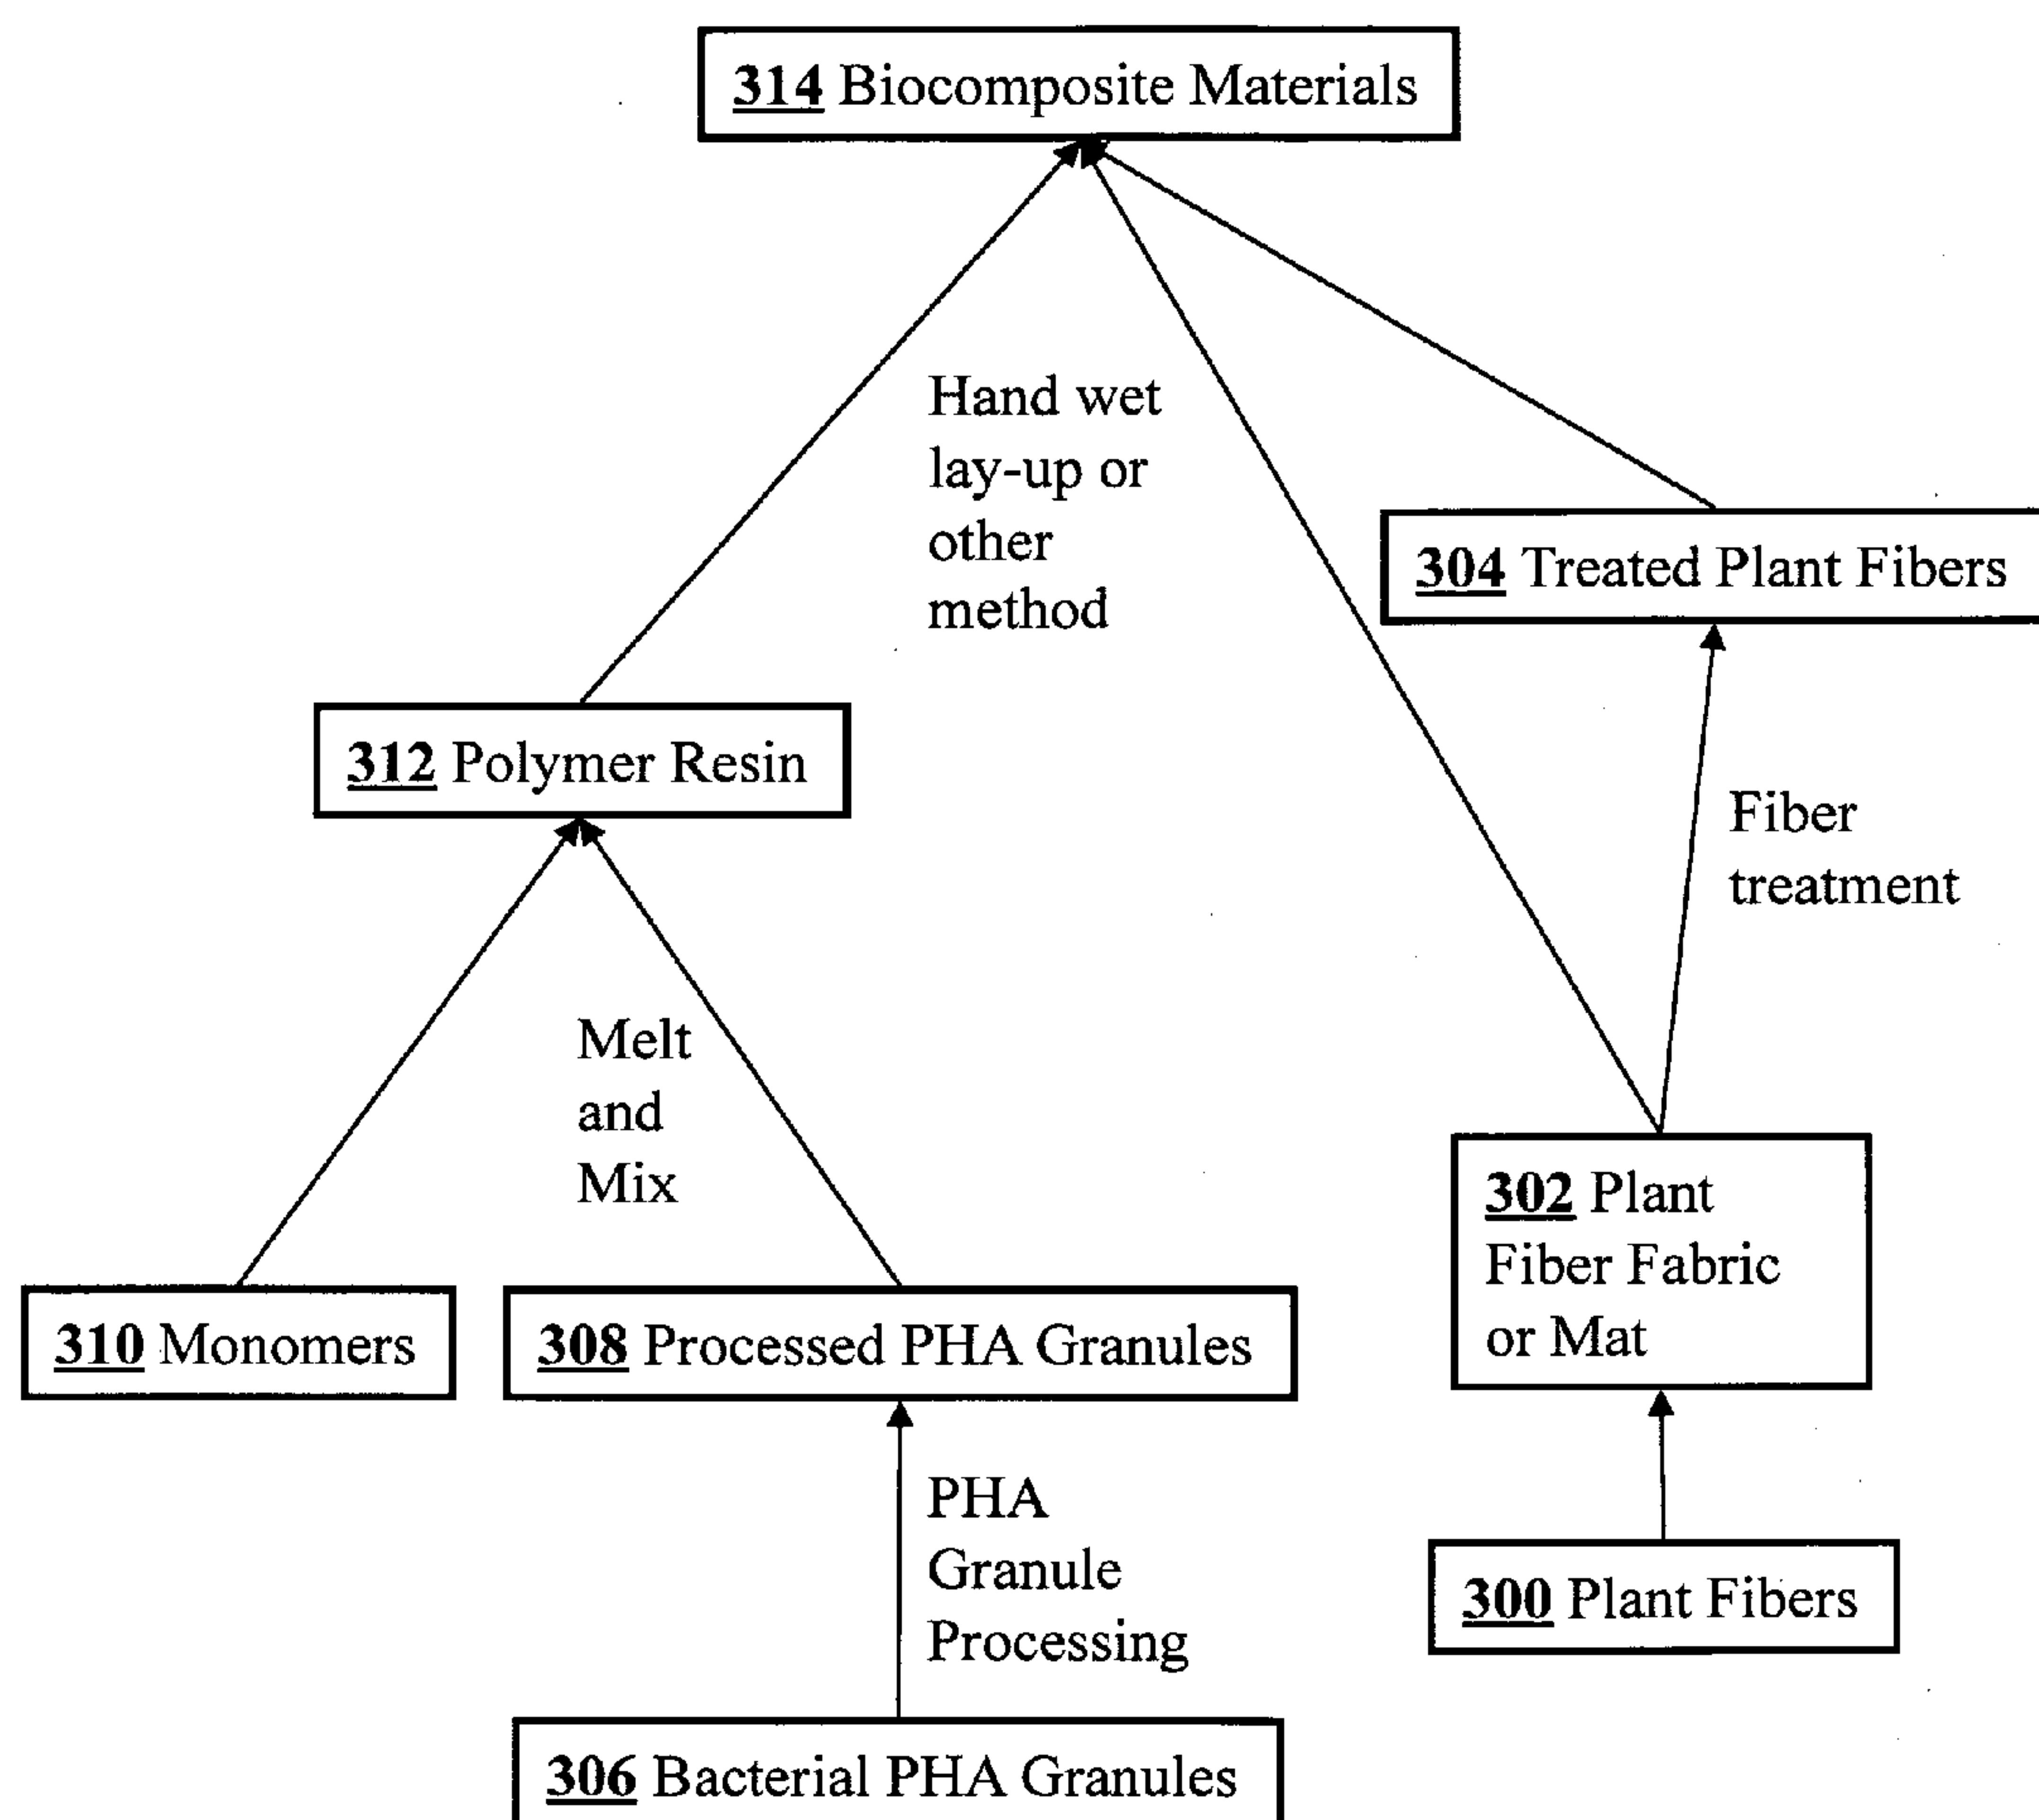 314 Biocomposite Materials
Hand wet
lay-up or
other
method
304 Treated Plant Fibers
312 Polymer Resin
Fiber
treatment
Melt
and
Mix
302 Plant
Fiber Fabric
or Mat
310 Monomers
308 Processed PHA Granules
PHA
Granule
Processing
300 Plant Fibers
306 Bacterial PHA Granules